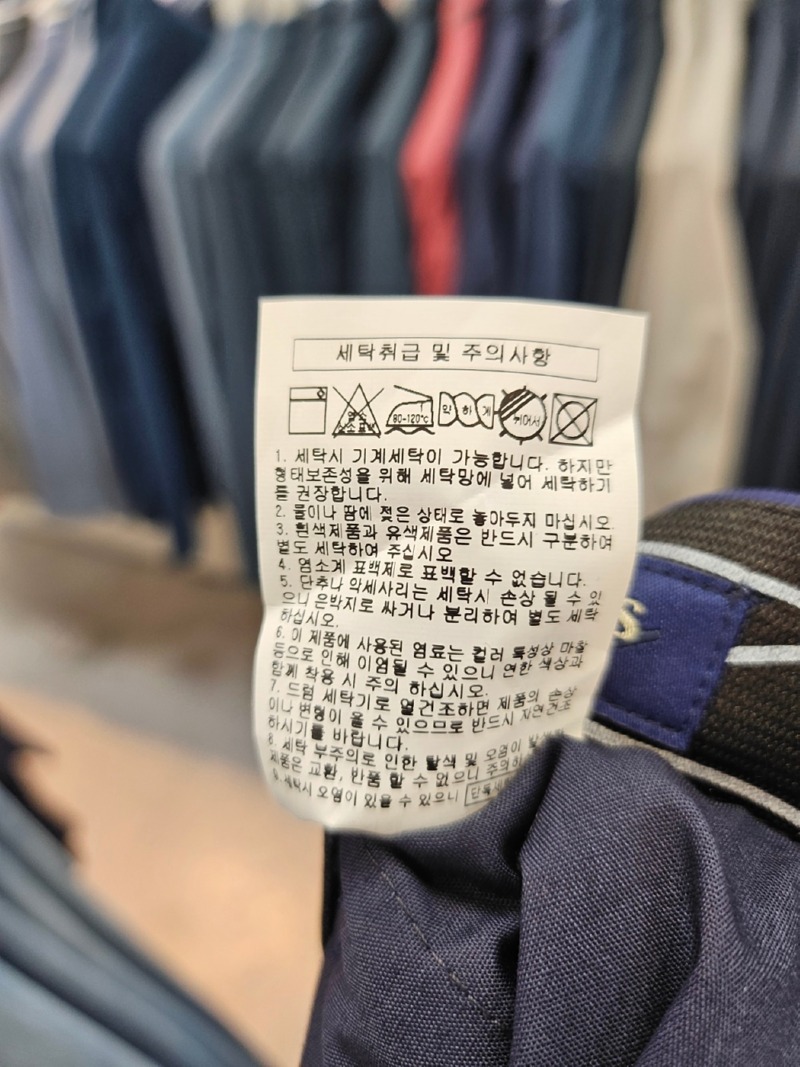 세탁취급 및 주의사항
염소
80~120℃
약하게
뉘어서
1. 세탁시 기계세탁이 가능합니다. 하지만
형태보존성을 위해 세탁망에 넣어 세탁하기
를 권장합니다.
2. 물이나 땀에 젖은 상태로 놓아두지 마십시오.
3. 흰색제품과 유색제품은 반드시 구분하여
별도 세탁하여 주십시오
4. 염소계 표백제로 표백할 수 없습니다.
5. 단추나 악세사리는 세탁시 손상 될 수 있
으니 은박지로 싸거나 분리하여 별도 세탁
하십시오.
6. 이 제품에 사용된 염료는 컬러 특성상 마찰
등으로 인해 이염될 수 있으니 연한 색상과
함께 착용 시 주의 하십시오.
7. 드럼 세탁기로 열건조하면 제품의 손상
이나 변형이 올 수 있으므로 반드시 자연건조
하시기를 바랍니다.
8. 세탁 부주의로 인한 탈색 및 오염이
제품은 교환, 반품 할 수 없으니 주의
9. 세탁시 오염이 있을 수 있으니
S